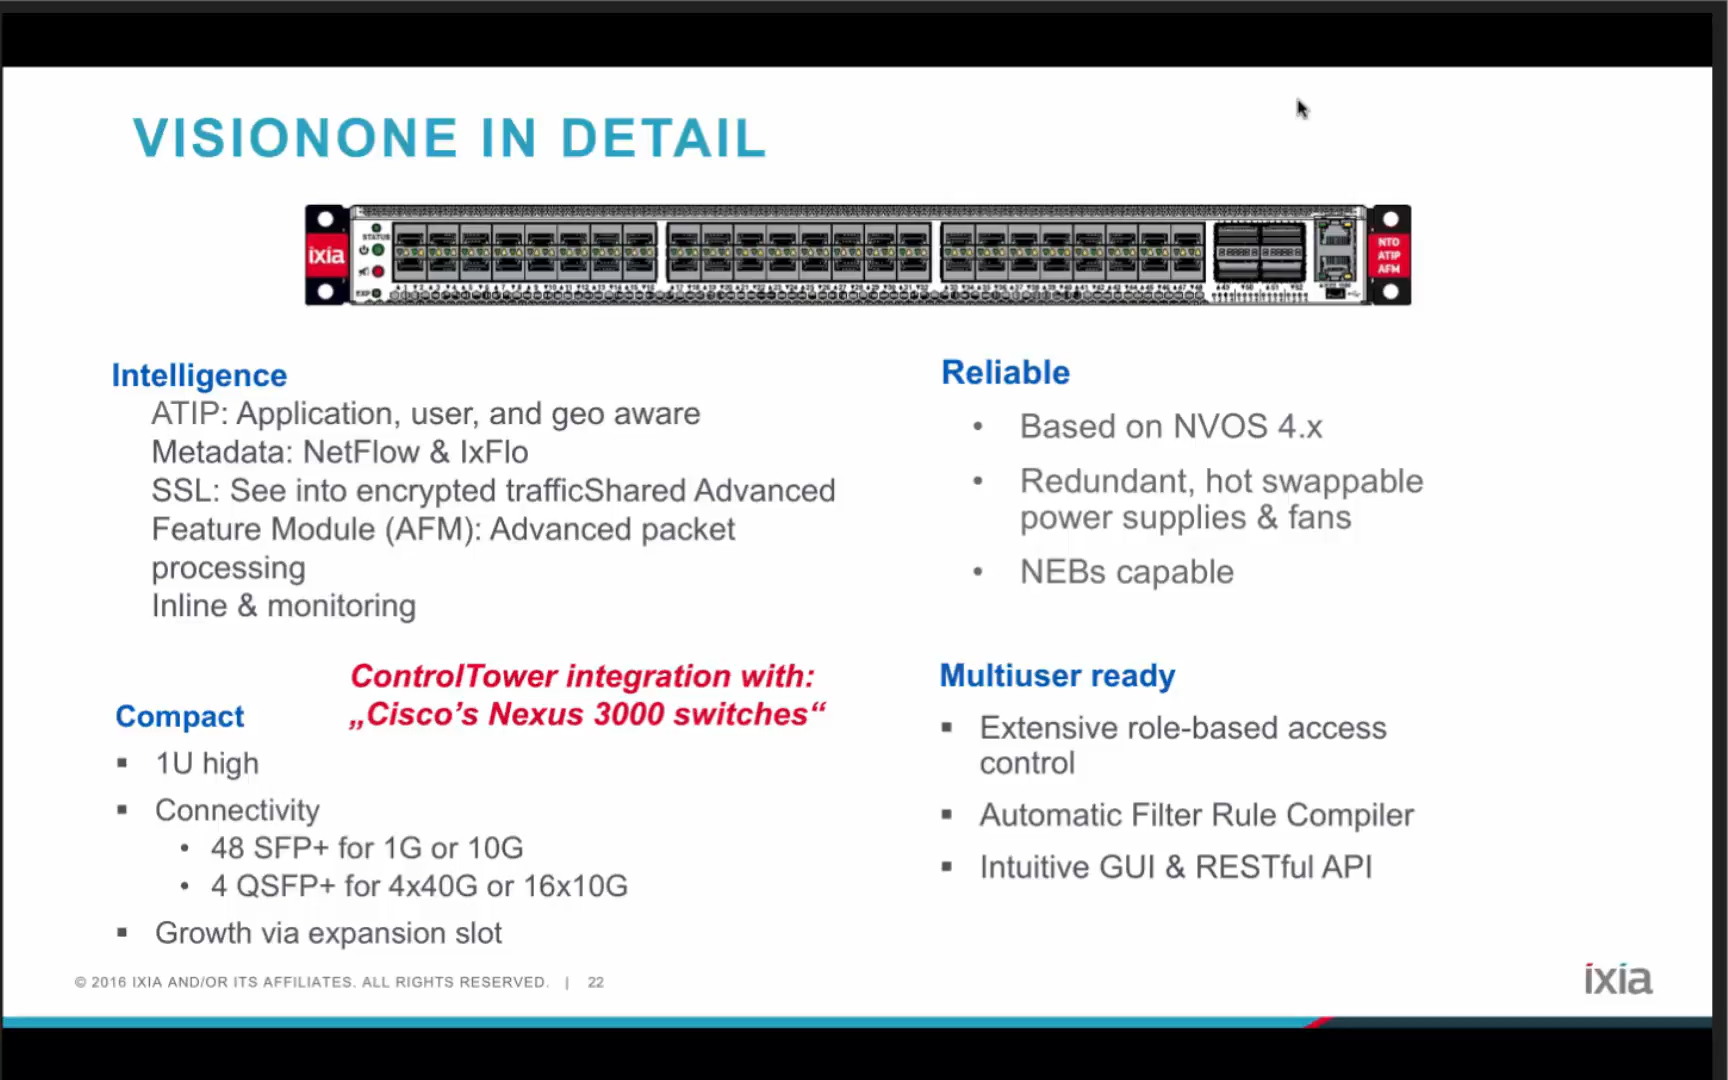 VISIONONE IN DETAIL
ixia
STATUS
EXP
NTO
ATIP
AFM
Intelligence
ATIP: Application, user, and geo aware
Metadata: NetFlow & IxFlo
SSL: See into encrypted trafficShared Advanced
Feature Module (AFM): Advanced packet
processing
Inline & monitoring
Reliable
• Based on NVOS 4.x
• Redundant, hot swappable
power supplies & fans
• NEBs capable
ControlTower integration with:
„Cisco’s Nexus 3000 switches“
Compact
▪ 1U high
▪ Connectivity
• 48 SFP+ for 1G or 10G
• 4 QSFP+ for 4x40G or 16x10G
▪ Growth via expansion slot
Multiuser ready
▪ Extensive role-based access
control
▪ Automatic Filter Rule Compiler
▪ Intuitive GUI & RESTful API
© 2016 IXIA AND/OR ITS AFFILIATES. ALL RIGHTS RESERVED. | 22
ixia